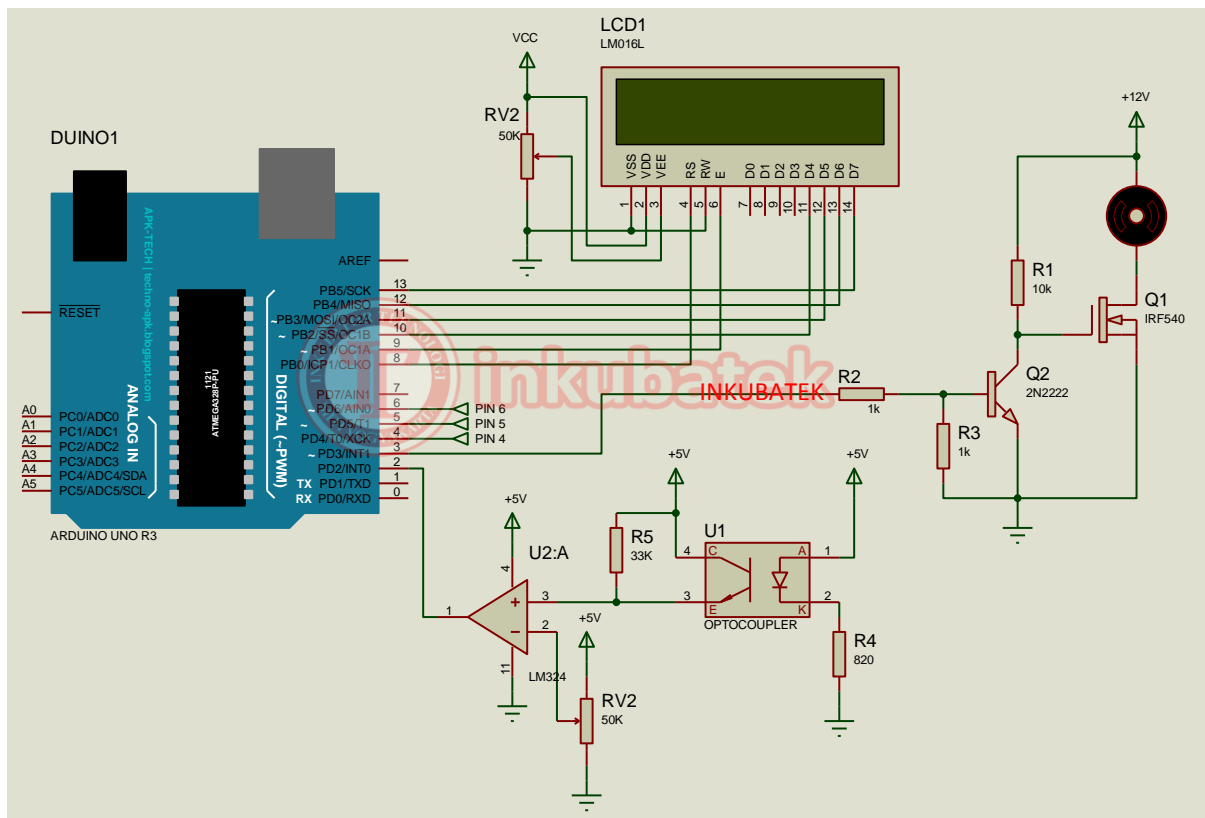 LCD1
LM016L
VCC
RV2
50K
VSS
VDD
VEE
RS
RW
E
D0
D1
D2
D3
D4
D5
D6
D7
1
2
3
4
5
6
7
8
9
10
11
12
13
14
+12V
DUINO1
APK-TECH | techno-apk.blogspot.com
AREF
RESET
PB5/SCK 13
PB4/MISO 12
~PB3/MOSI/OC2A 11
~ PB2/SS/OC1B 10
~ PB1/OC1A 9
PB0/ICP1/CLKO 8
PD7/AIN1 7
~ PD6/AIN0 6 PIN 6
~ PD5/T1 5 PIN 5
PD4/T0/XCK 4 PIN 4
~ PD3/INT1 3
PD2/INT0 2
TX PD1/TXD 1
RX PD0/RXD 0
1121
ATMEGA328P-PU
DIGITAL (~PWM)
ANALOG IN
A0 PC0/ADC0
A1 PC1/ADC1
A2 PC2/ADC2
A3 PC3/ADC3
A4 PC4/ADC4/SDA
A5 PC5/ADC5/SCL
ARDUINO UNO R3
inkubatek
INKUBATEK
R2
1k
R1
10k
Q1
IRF540
Q2
2N2222
R3
1k
+5V
+5V
+5V
U2:A
4
3
2
1
11
LM324
R5
33K
U1
4 C A 1
3 E K 2
OPTOCOUPLER
R4
820
+5V
RV2
50K